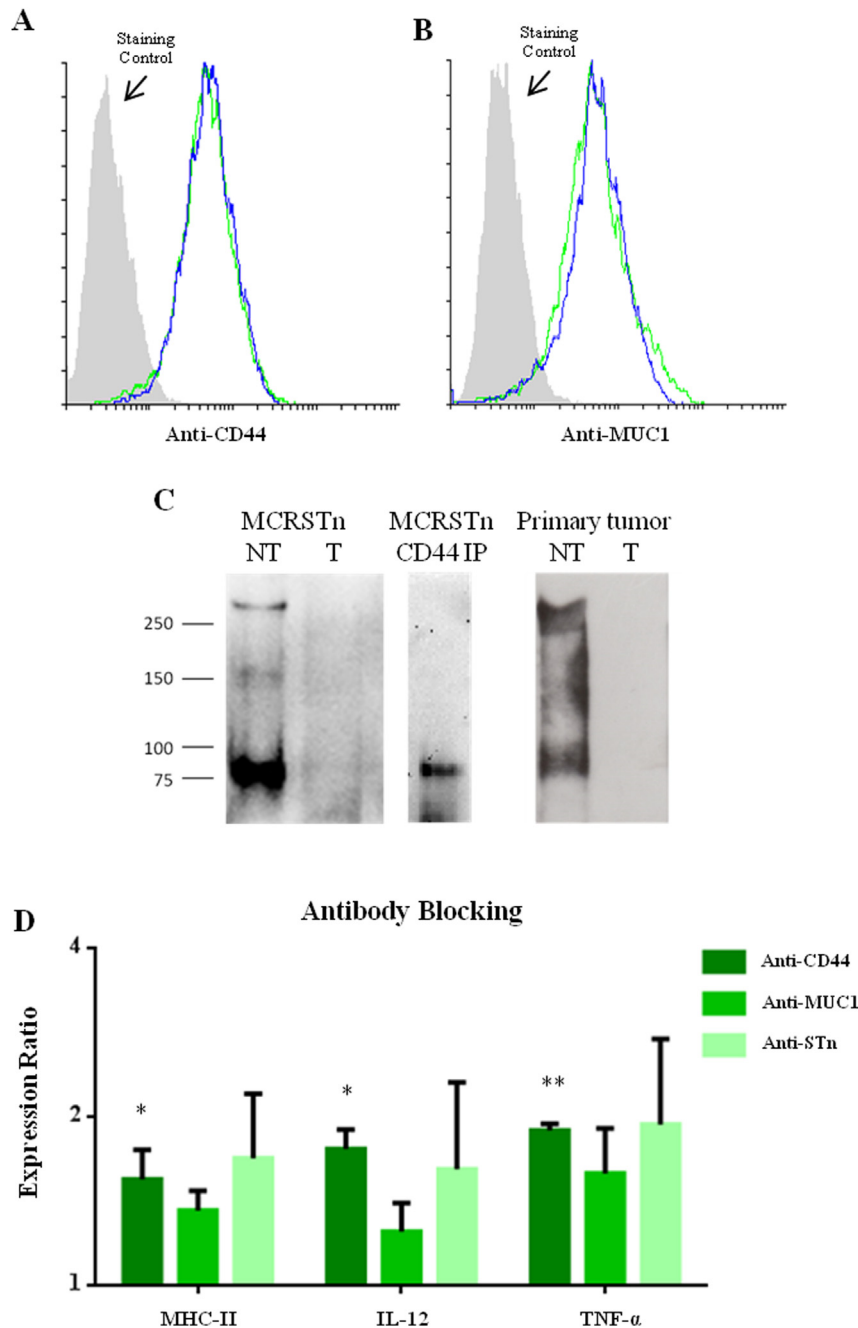 A
Staining
Control
Anti-CD44
B
Staining
Control
Anti-MUC1
C
MCRSTn
NT T
MCRSTn
CD44 IP
Primary tumor
NT T
250
150
100
75
D
Antibody Blocking
Expression Ratio
4
2
1
*
*
**
MHC-II
IL-12
TNF-α
Anti-CD44
Anti-MUC1
Anti-STn